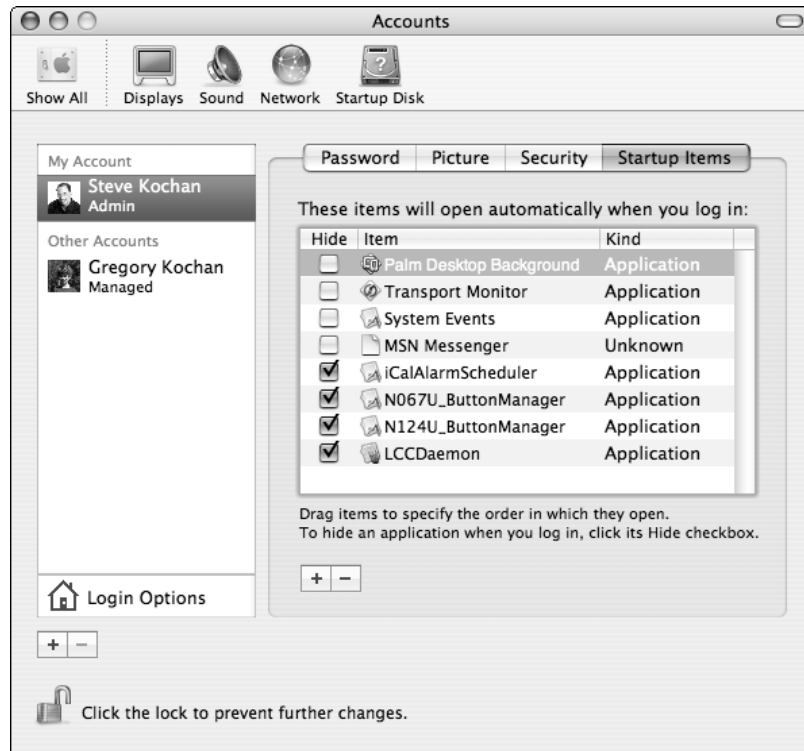 Accounts
Show All Displays Sound Network Startup Disk
My Account
Steve Kochan
Admin
Other Accounts
Gregory Kochan
Managed
Login Options
Password Picture Security Startup Items
These items will open automatically when you log in:
Hide Item Kind
Palm Desktop Background Application
Transport Monitor Application
System Events Application
MSN Messenger Unknown
iCalAlarmScheduler Application
N067U_ButtonManager Application
N124U_ButtonManager Application
LCCDaemon Application
Drag items to specify the order in which they open.
To hide an application when you log in, click its Hide checkbox.
Click the lock to prevent further changes.